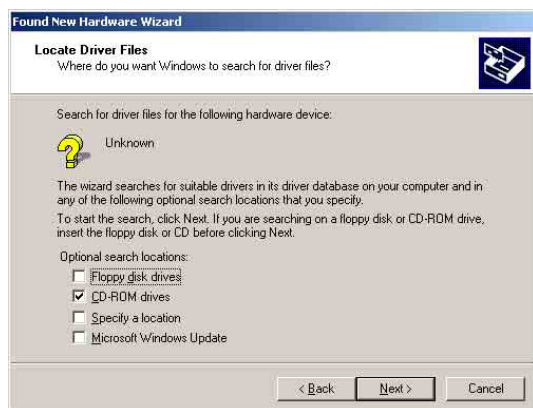 Found New Hardware Wizard
Locate Driver Files
Where do you want Windows to search for driver files?
Search for driver files for the following hardware device:
Unknown
The wizard searches for suitable drivers in its driver database on your computer and in
any of the following optional search locations that you specify.
To start the search, click Next. If you are searching on a floppy disk or CD-ROM drive,
insert the floppy disk or CD before clicking Next.
Optional search locations:
Floppy disk drives
CD-ROM drives
Specify a location
Microsoft Windows Update
< Back Next > Cancel